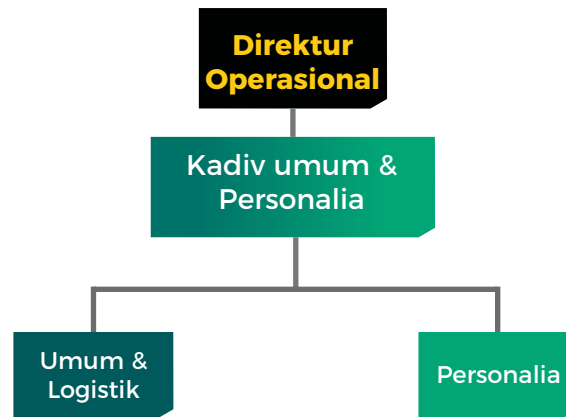 Direktur
Operasional
Kadiv umum &
Personalia
Umum &
Logistik
Personalia